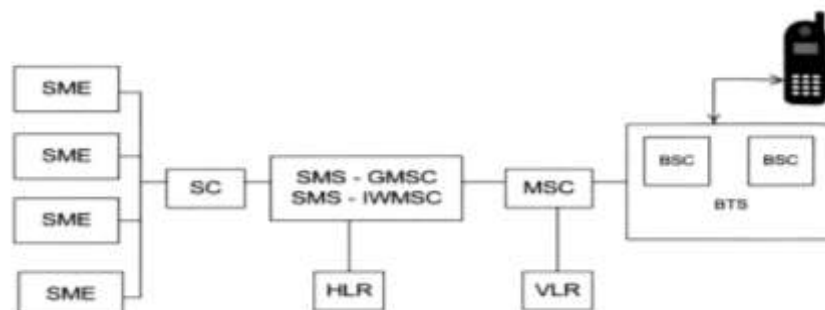 SME
SME
SME
SME
SC
SMS - GMSC
SMS - IWMSC
HLR
MSC
VLR
BSC
BSC
BTS